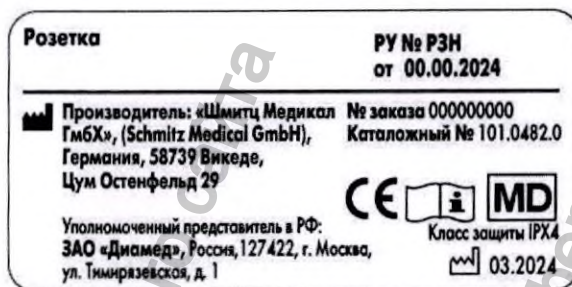 Розетка
РУ № РЗН
от 00.00.2024
Производитель: «Шмитц Медикал
ГмбХ», (Schmitz Medical GmbH),
Германия, 58739 Викеде,
Цум Остенфельд 29
№ заказа 000000000
Каталожный № 101.0482.0
CE
i
MD
Класс защиты IPX4
03.2024
Уполномоченный представитель в РФ:
ЗАО «Диамед», Россия, 127422, г. Москва,
ул. Тимирязевская, д. 1